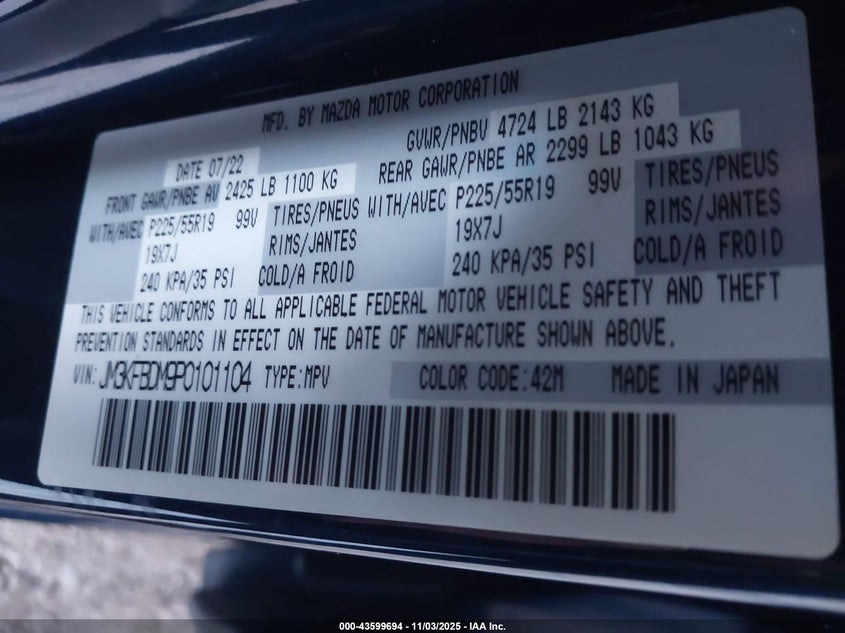 MFD. BY MAZDA MOTOR CORPORATION
DATE 07/22 GVWR/PNBV 4724 LB 2143 KG
FRONT GAWR/PNBE AV 2425 LB 1100 KG REAR GAWR/PNBE AR 2299 LB 1043 KG
WITH/AVEC P225/55R19 99V TIRES/PNEUS WITH/AVEC P225/55R19 99V TIRES/PNEUS
19X7J RIMS/JANTES 19X7J RIMS/JANTES
240 KPA/35 PSI COLD/A FROID 240 KPA/35 PSI COLD/A FROID
THIS VEHICLE CONFORMS TO ALL APPLICABLE FEDERAL MOTOR VEHICLE SAFETY AND THEFT
PREVENTION STANDARDS IN EFFECT ON THE DATE OF MANUFACTURE SHOWN ABOVE.
VIN: JM3KFBDM9P0101104 TYPE:MPV COLOR CODE:42M MADE IN JAPAN
000-43599694 - 11/03/2025 - IAA Inc.